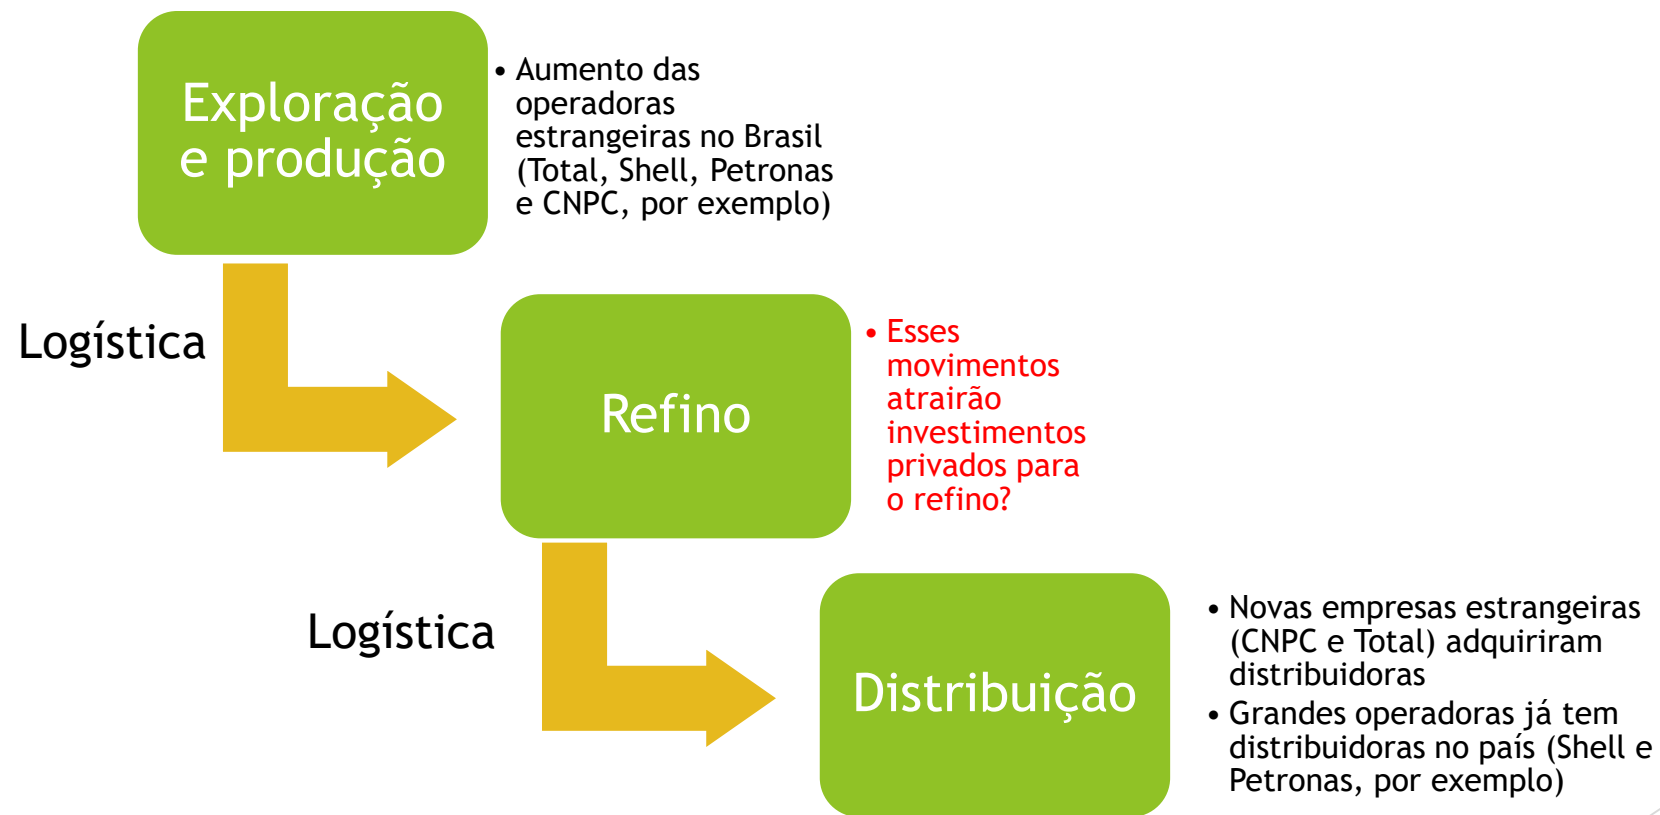 Exploração
e produção
• Aumento das
operadoras
estrangeiras no Brasil
(Total, Shell, Petronas
e CNPC, por exemplo)
Logística
Refino
• Esses
movimentos
atrairão
investimentos
privados para
o refino?
Logística
Distribuição
• Novas empresas estrangeiras
(CNPC e Total) adquiriram
distribuidoras
• Grandes operadoras já tem
distribuidoras no país (Shell e
Petronas, por exemplo)